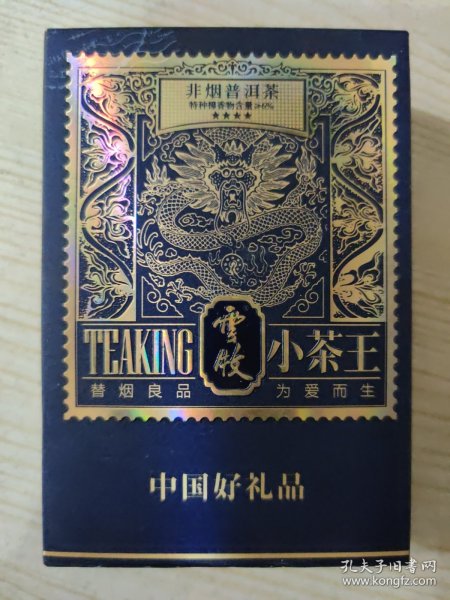 非烟普洱茶
特种棉香物含量≥6%
★★★★
TEAKING 雪牧 小茶王
替烟良品 为爱而生
中国好礼品
孔夫子旧书网
www.kongfz.com